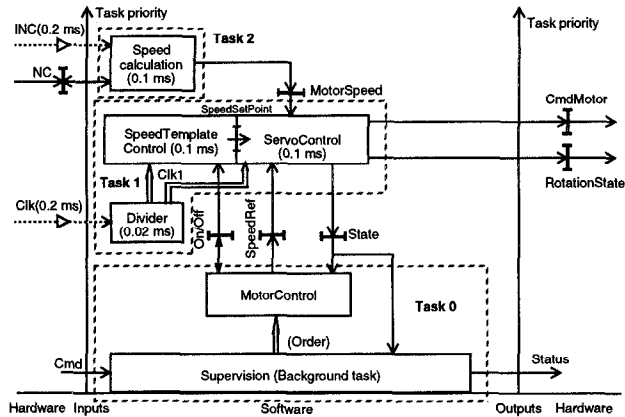 Task priority
Task priority
INC(0.2 ms)
Task 2
Speed
calculation
(0.1 ms)
NC
MotorSpeed
CmdMotor
SpeedSetPoint
SpeedTemplate
Control (0.1 ms)
ServoControl
(0.1 ms)
RotationState
Task 1
Clk1
Clk(0.2 ms)
Divider
(0.02 ms)
On/Off
SpeedRef
State
MotorControl
Task 0
(Order)
Cmd
Supervision (Background task)
Status
Hardware
Inputs
Software
Outputs
Hardware